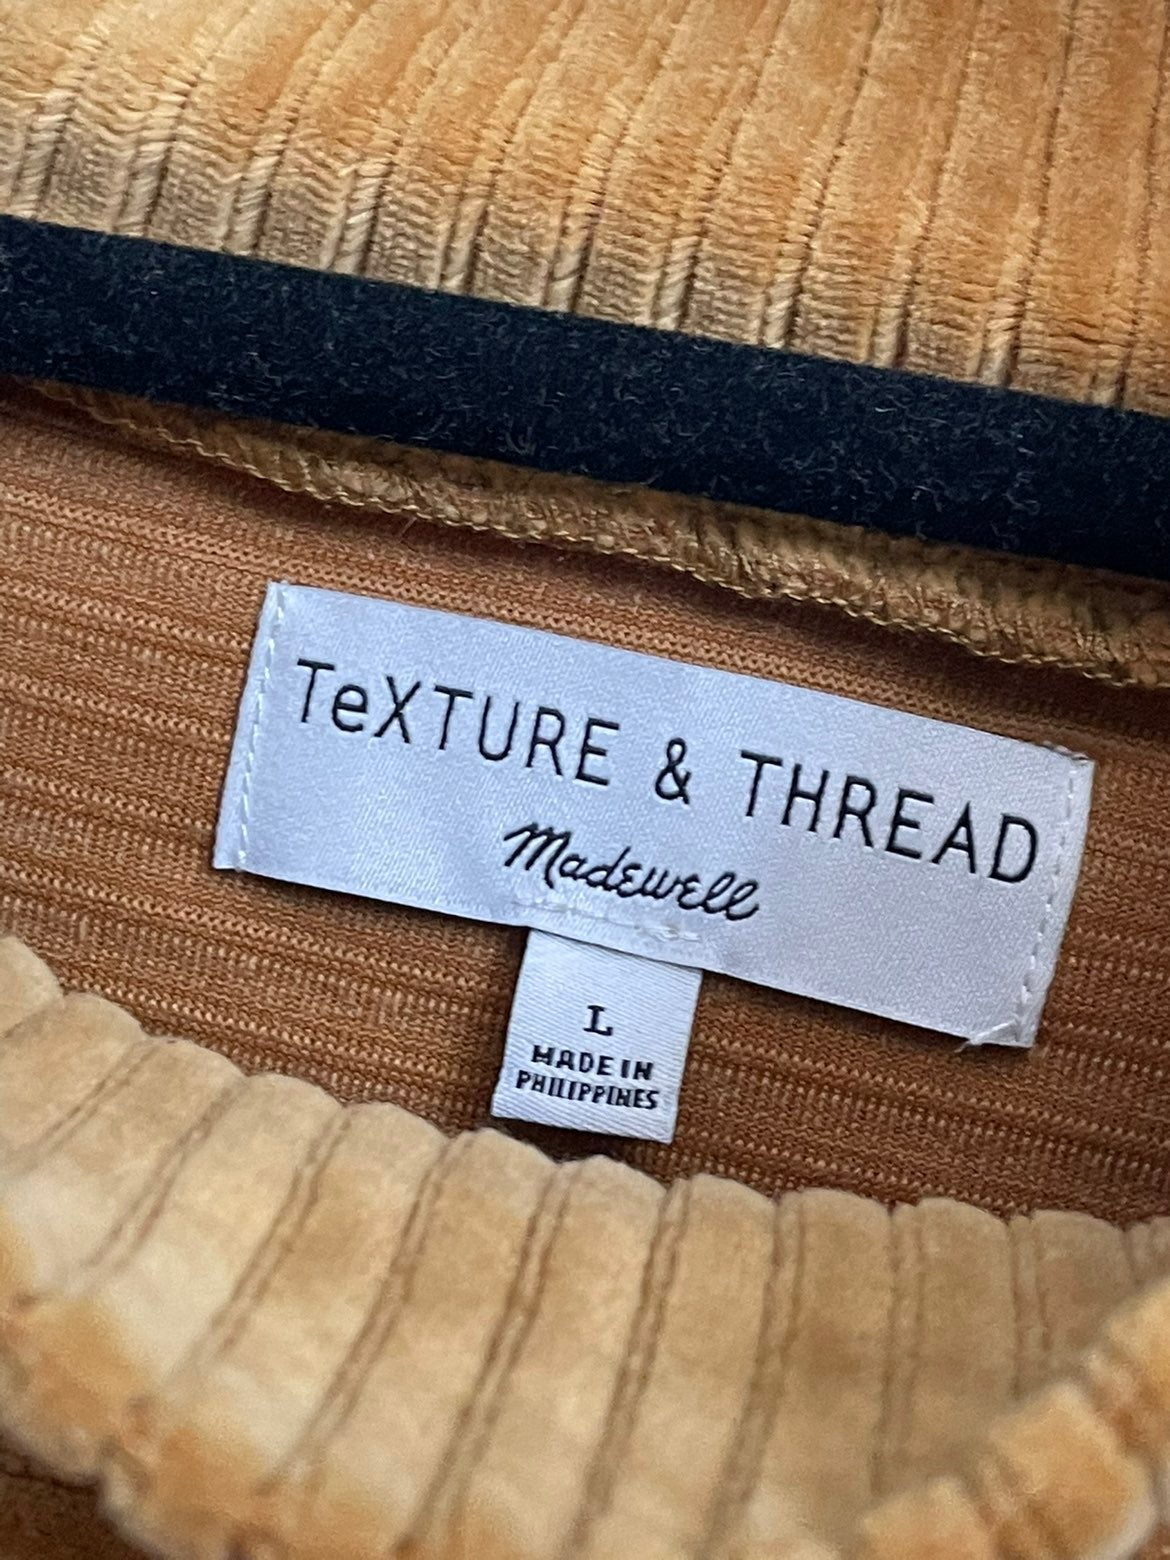 TeXTURE & THREAD
Madewell
L
MADE IN
PHILIPPINES